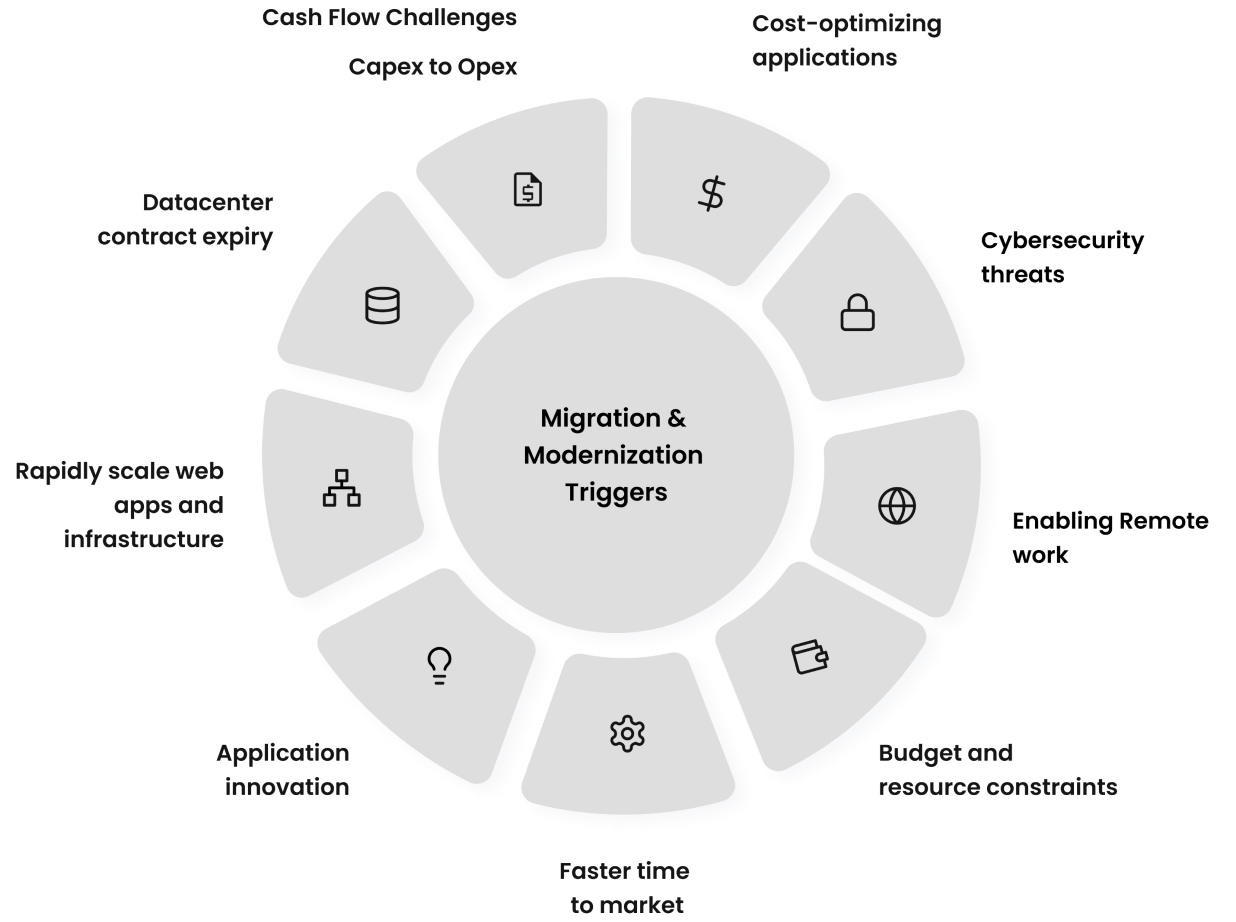 Cash Flow Challenges
Capex to Opex
Cost-optimizing
applications
Datacenter
contract expiry
Cybersecurity
threats
Migration &
Modernization
Triggers
Rapidly scale web
apps and
infrastructure
Enabling Remote
work
Application
innovation
Budget and
resource constraints
Faster time
to market